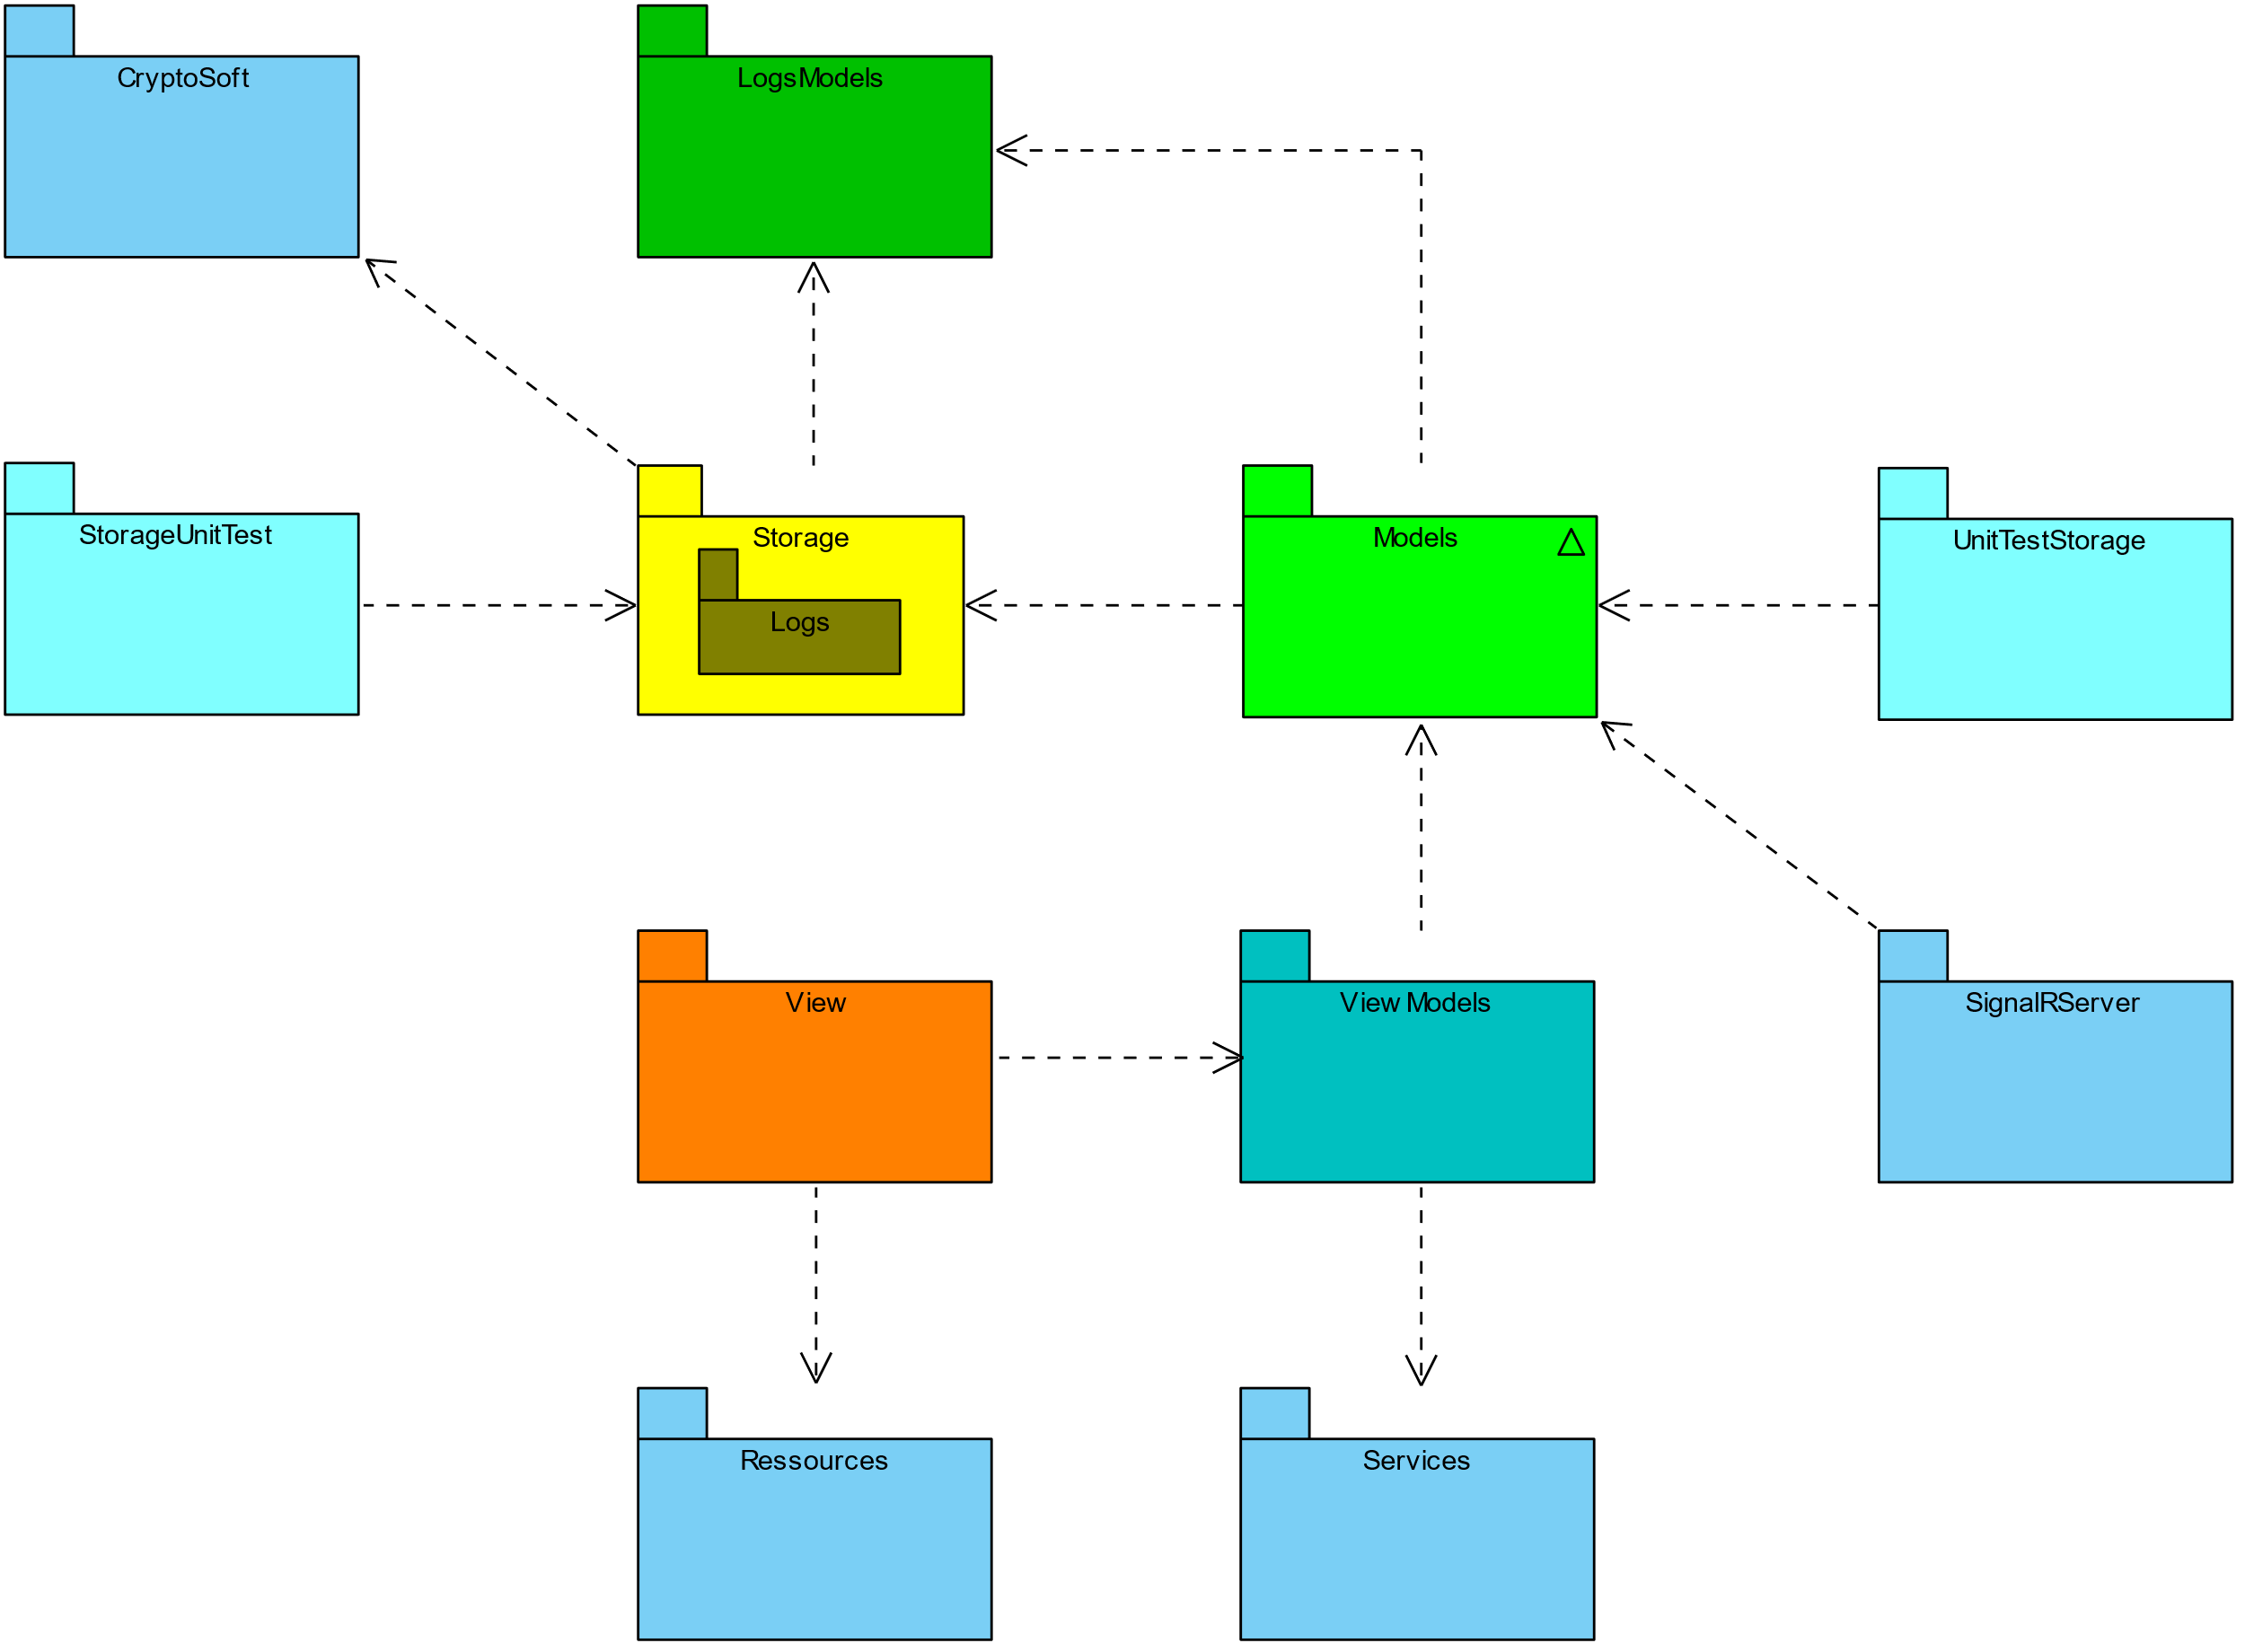 CryptoSoft
LogsModels
StorageUnitTest
Storage
Logs
Models
UnitTestStorage
View
View Models
SignalRServer
Ressources
Services